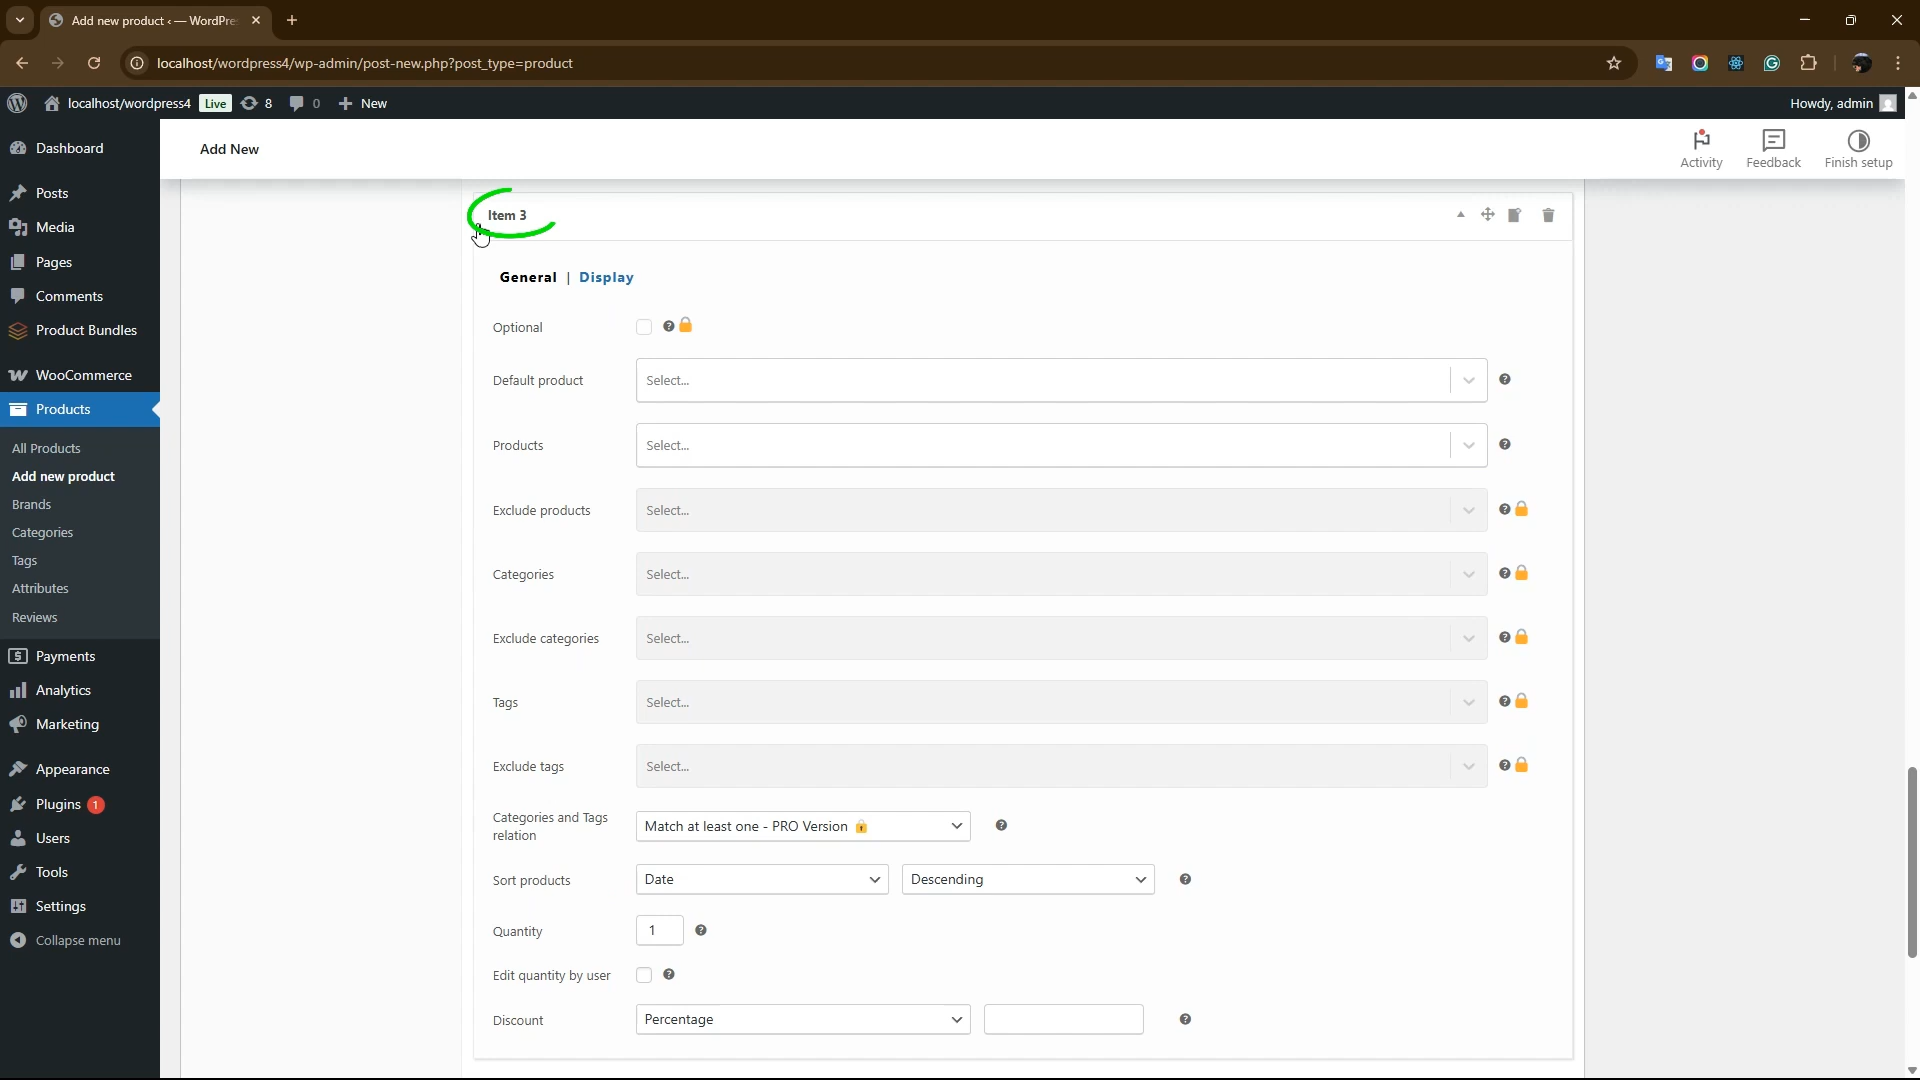 Add new product ‹ — WordPre
localhost/wordpress4/wp-admin/post-new.php?post_type=product
localhost/wordpress4 Live 8 0 New Howdy, admin
Dashboard
Posts
Media
Pages
Comments
Product Bundles
WooCommerce
Products
All Products
Add new product
Brands
Categories
Tags
Attributes
Reviews
Payments
Analytics
Marketing
Appearance
Plugins 1
Users
Tools
Settings
Collapse menu
Add New
Activity
Feedback
Finish setup
Item 3
General | Display
Optional
Default product Select...
Products Select...
Exclude products Select...
Categories Select...
Exclude categories Select...
Tags Select...
Exclude tags Select...
Categories and Tags
relation
Match at least one - PRO Version
Sort products Date Descending
Quantity 1
Edit quantity by user
Discount Percentage